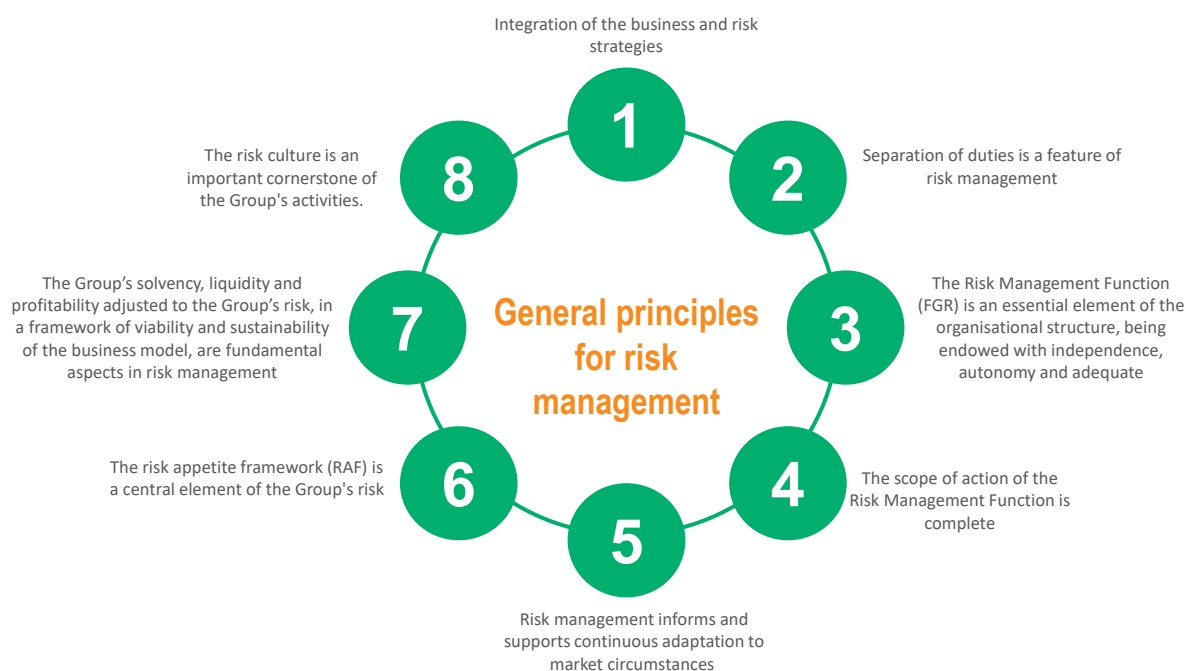 Integration of the business and risk
strategies
1
2
Separation of duties is a feature of
risk management
3
The Risk Management Function
(FGR) is an essential element of the
organisational structure, being
endowed with independence,
autonomy and adequate
4
The scope of action of the
Risk Management Function is
complete
5
Risk management informs and
supports continuous adaptation to
market circumstances
6
The risk appetite framework (RAF) is
a central element of the Group's risk
7
The Group’s solvency, liquidity and
profitability adjusted to the Group’s risk, in
a framework of viability and sustainability
of the business model, are fundamental
aspects in risk management
8
The risk culture is an
important cornerstone of
the Group's activities.
General principles
for risk
management